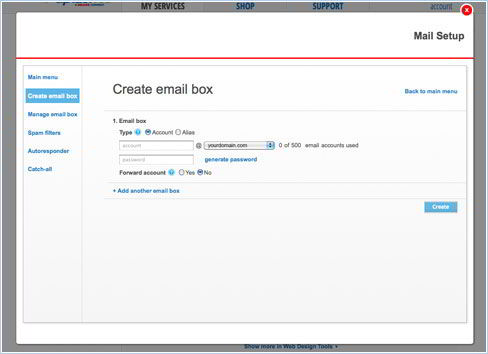 MY SERVICES SHOP SUPPORT
account
x
Mail Setup
Main menu
Create email box
Manage email box
Spam filters
Autoresponder
Catch-all
Create email box
Back to main menu
1. Email box
Type ? Account Alias
account @ yourdomain.com 0 of 500 email accounts used
password generate password
Forward account ? Yes No
+ Add another email box
Create
Show more in Web Design Tools